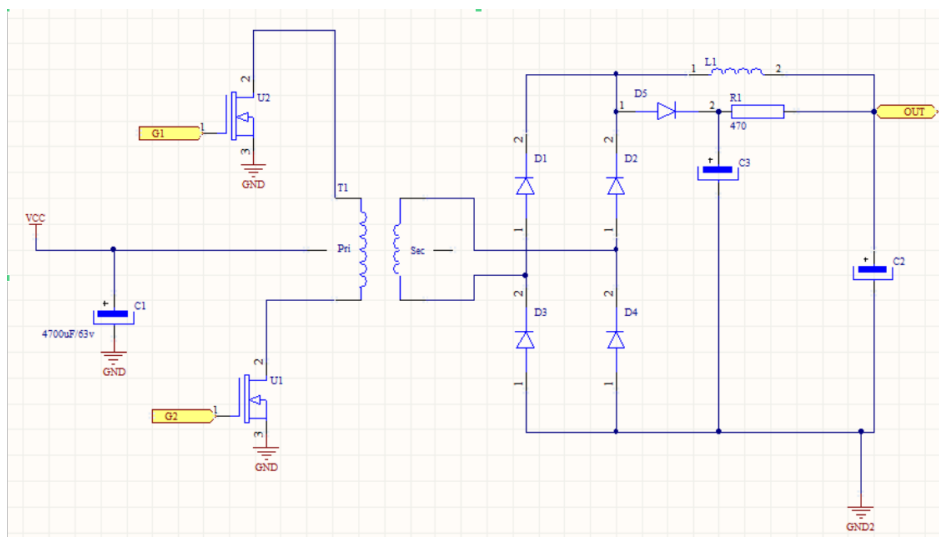 L1
1
2
2
U2
D5
1
2
R1
OUT
G1
1
470
3
2
2
D1
D2
C3
GND
T1
1
1
VCC
Pri
Sec
C2
C1
2
2
D3
D4
4700uF/63v
2
GND
U1
1
1
G2
1
3
GND
GND2